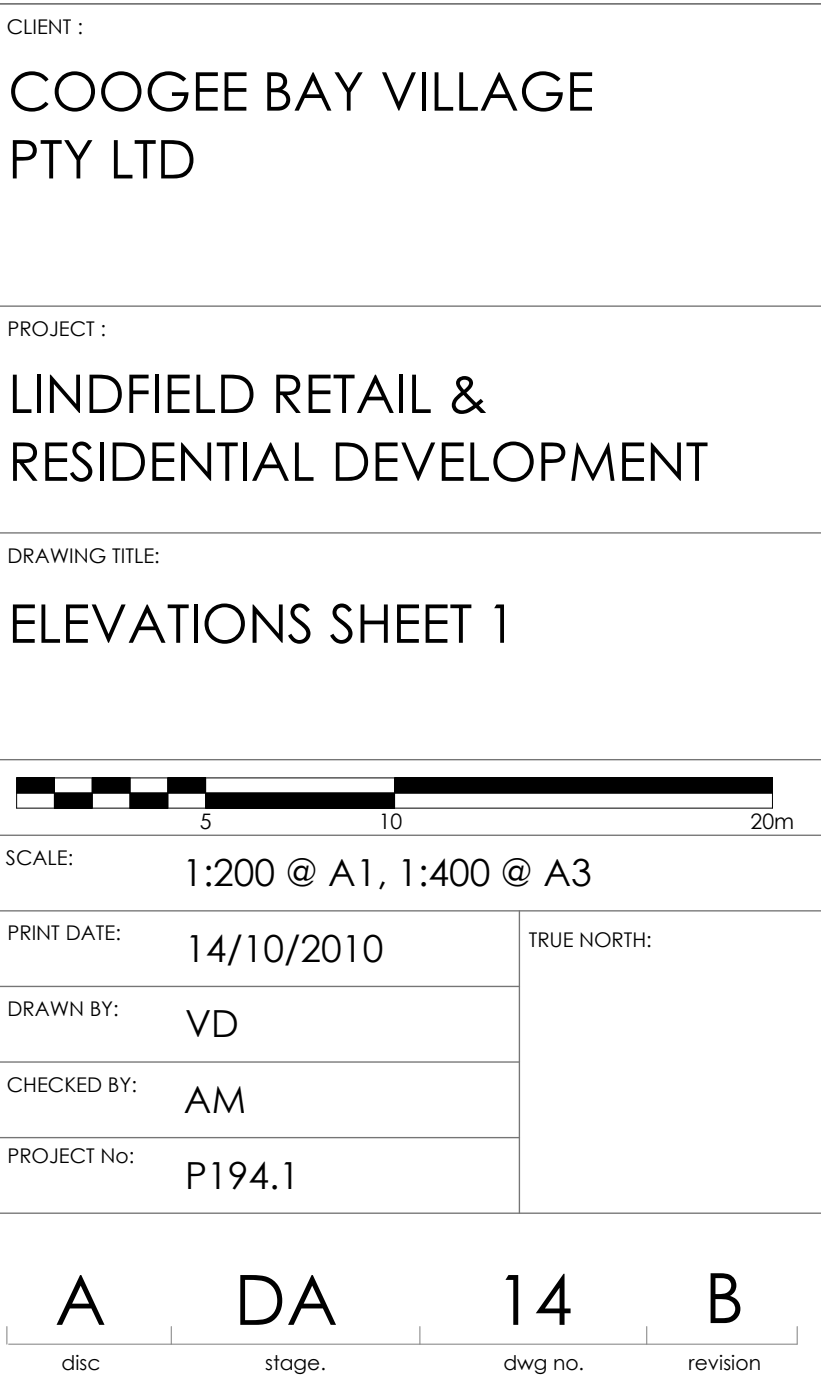 CLIENT :
COOGEE BAY VILLAGE
PTY LTD
PROJECT :
LINDFIELD RETAIL &
RESIDENTIAL DEVELOPMENT
DRAWING TITLE:
ELEVATIONS SHEET 1
5 10 20m
SCALE: 1:200 @ A1, 1:400 @ A3
PRINT DATE: 14/10/2010 TRUE NORTH:
DRAWN BY: VD
CHECKED BY: AM
PROJECT No: P194.1
A DA 14 B
disc stage. dwg no. revision